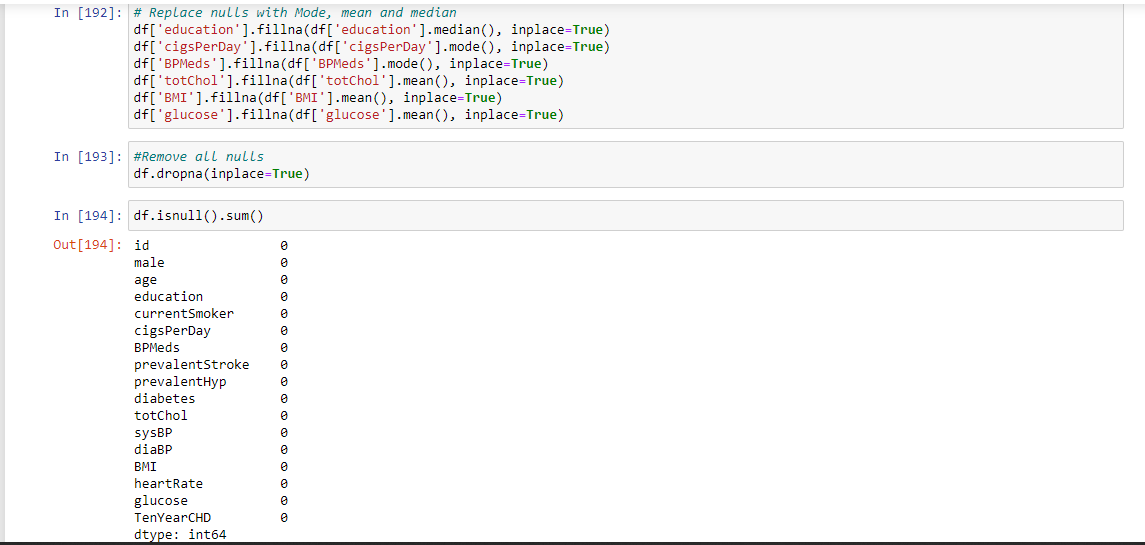 In [192]: # Replace nulls with Mode, mean and median
df['education'].fillna(df['education'].median(), inplace=True)
df['cigsPerDay'].fillna(df['cigsPerDay'].mode(), inplace=True)
df['BPMeds'].fillna(df['BPMeds'].mode(), inplace=True)
df['totChol'].fillna(df['totChol'].mean(), inplace=True)
df['BMI'].fillna(df['BMI'].mean(), inplace=True)
df['glucose'].fillna(df['glucose'].mean(), inplace=True)
In [193]: #Remove all nulls
df.dropna(inplace=True)
In [194]: df.isnull().sum()
Out[194]: id 0
male 0
age 0
education 0
currentSmoker 0
cigsPerDay 0
BPMeds 0
prevalentStroke 0
prevalentHyp 0
diabetes 0
totChol 0
sysBP 0
diaBP 0
BMI 0
heartRate 0
glucose 0
TenYearCHD 0
dtype: int64